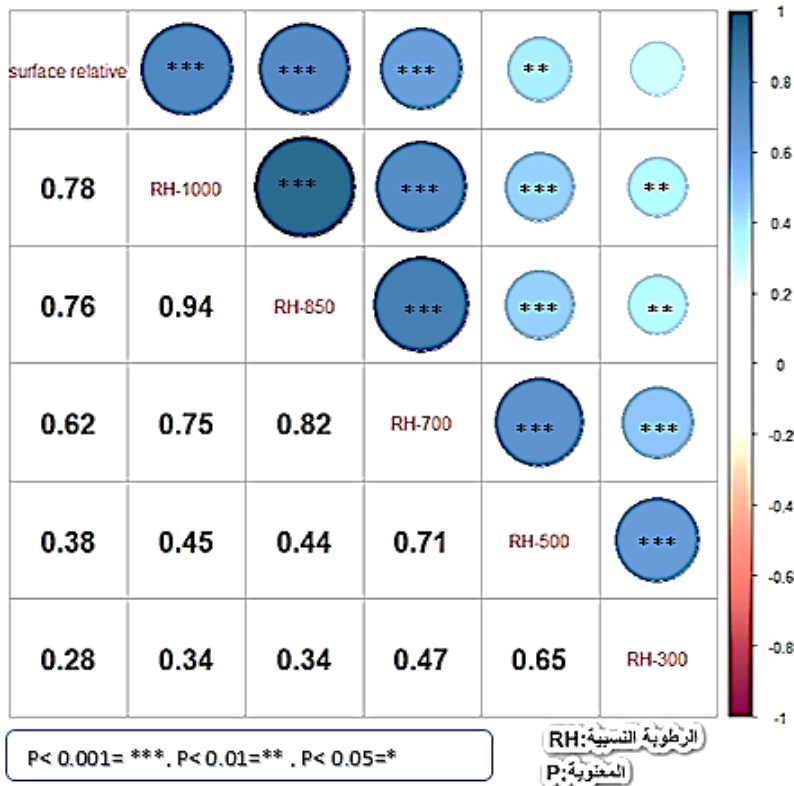 surface relative *** *** *** **
0.78 RH-1000 *** *** *** **
0.76 0.94 RH-850 *** *** **
0.62 0.75 0.82 RH-700 *** ***
0.38 0.45 0.44 0.71 RH-500 ***
0.28 0.34 0.34 0.47 0.65 RH-300
1
0.8
0.6
0.4
0.2
0
-0.2
-0.4
-0.6
-0.8
-1
P< 0.001= ***, P< 0.01=** , P< 0.05=*
RH:الرطوبة النسبية
P:المعنوية